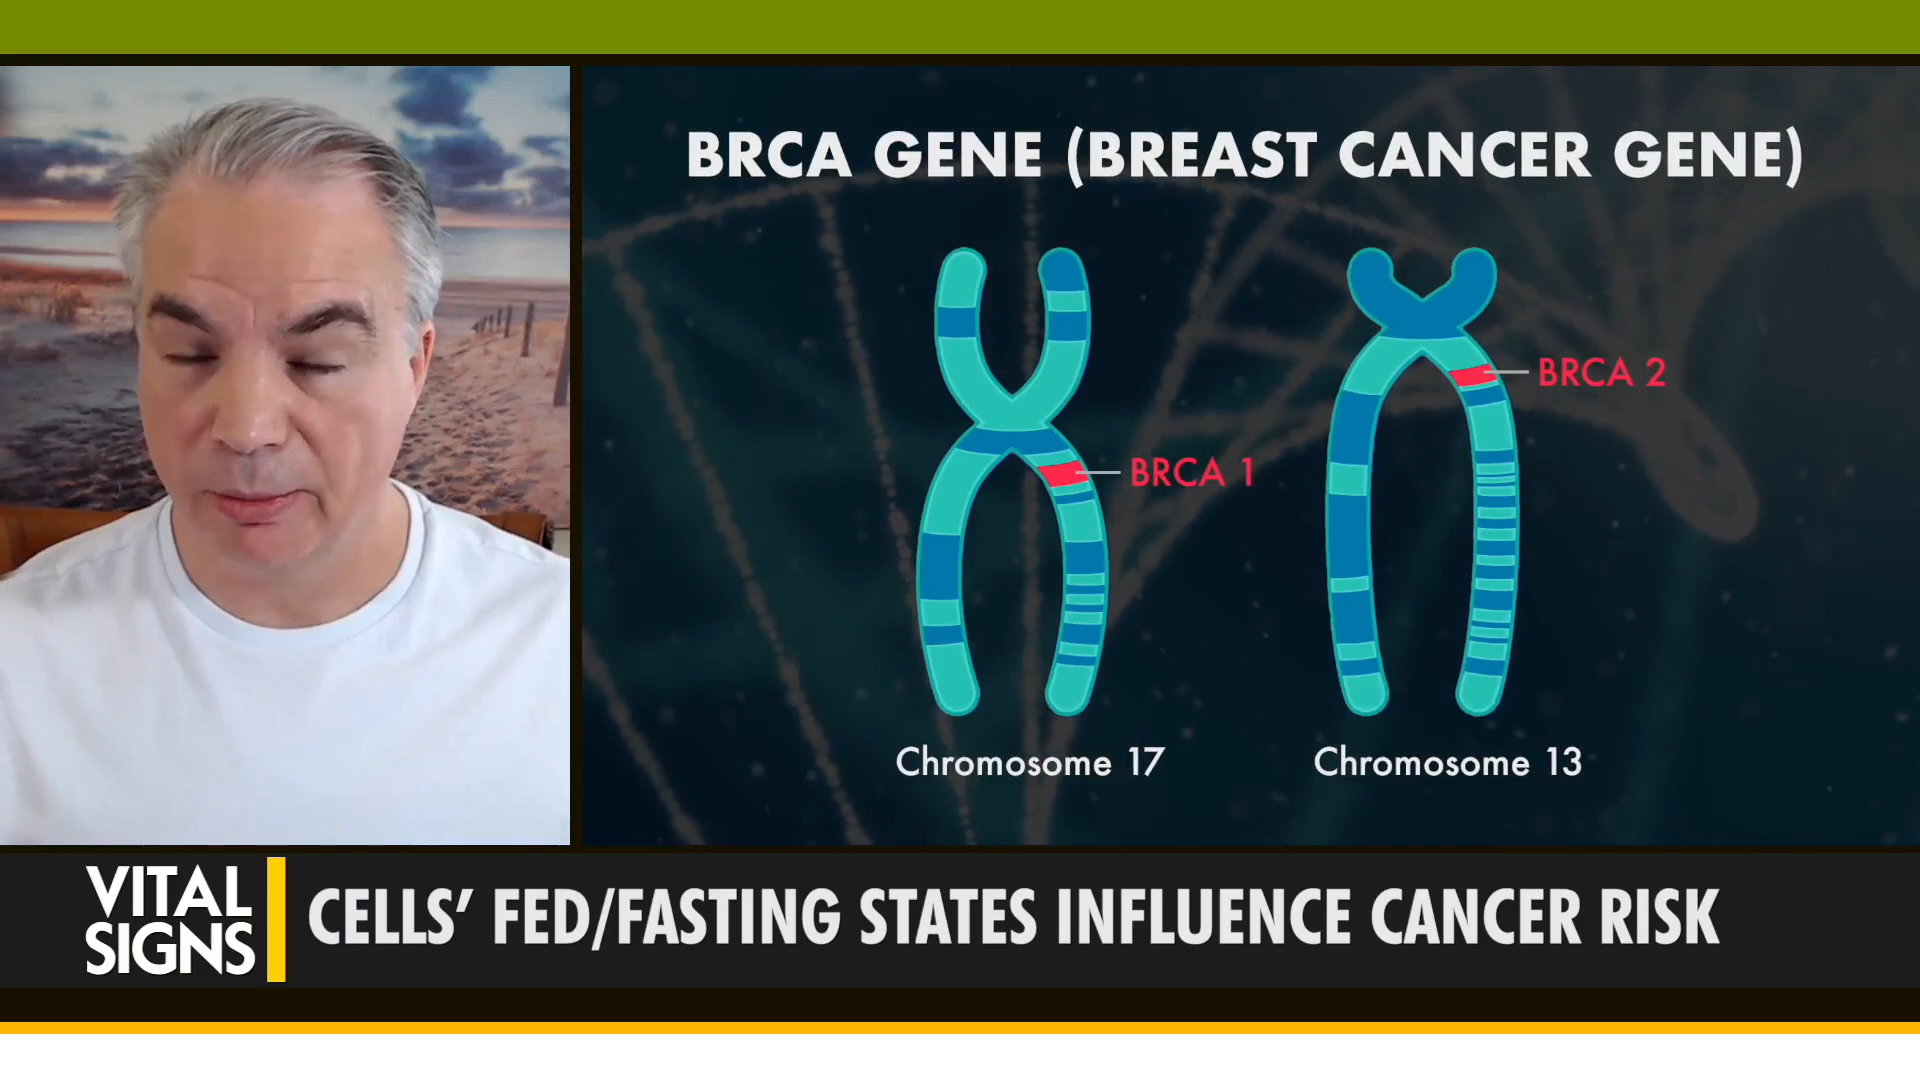 BRCA GENE (BREAST CANCER GENE)
BRCA 2
BRCA 1
Chromosome 17
Chromosome 13
VITAL
SIGNS
CELLS’ FED/FASTING STATES INFLUENCE CANCER RISK